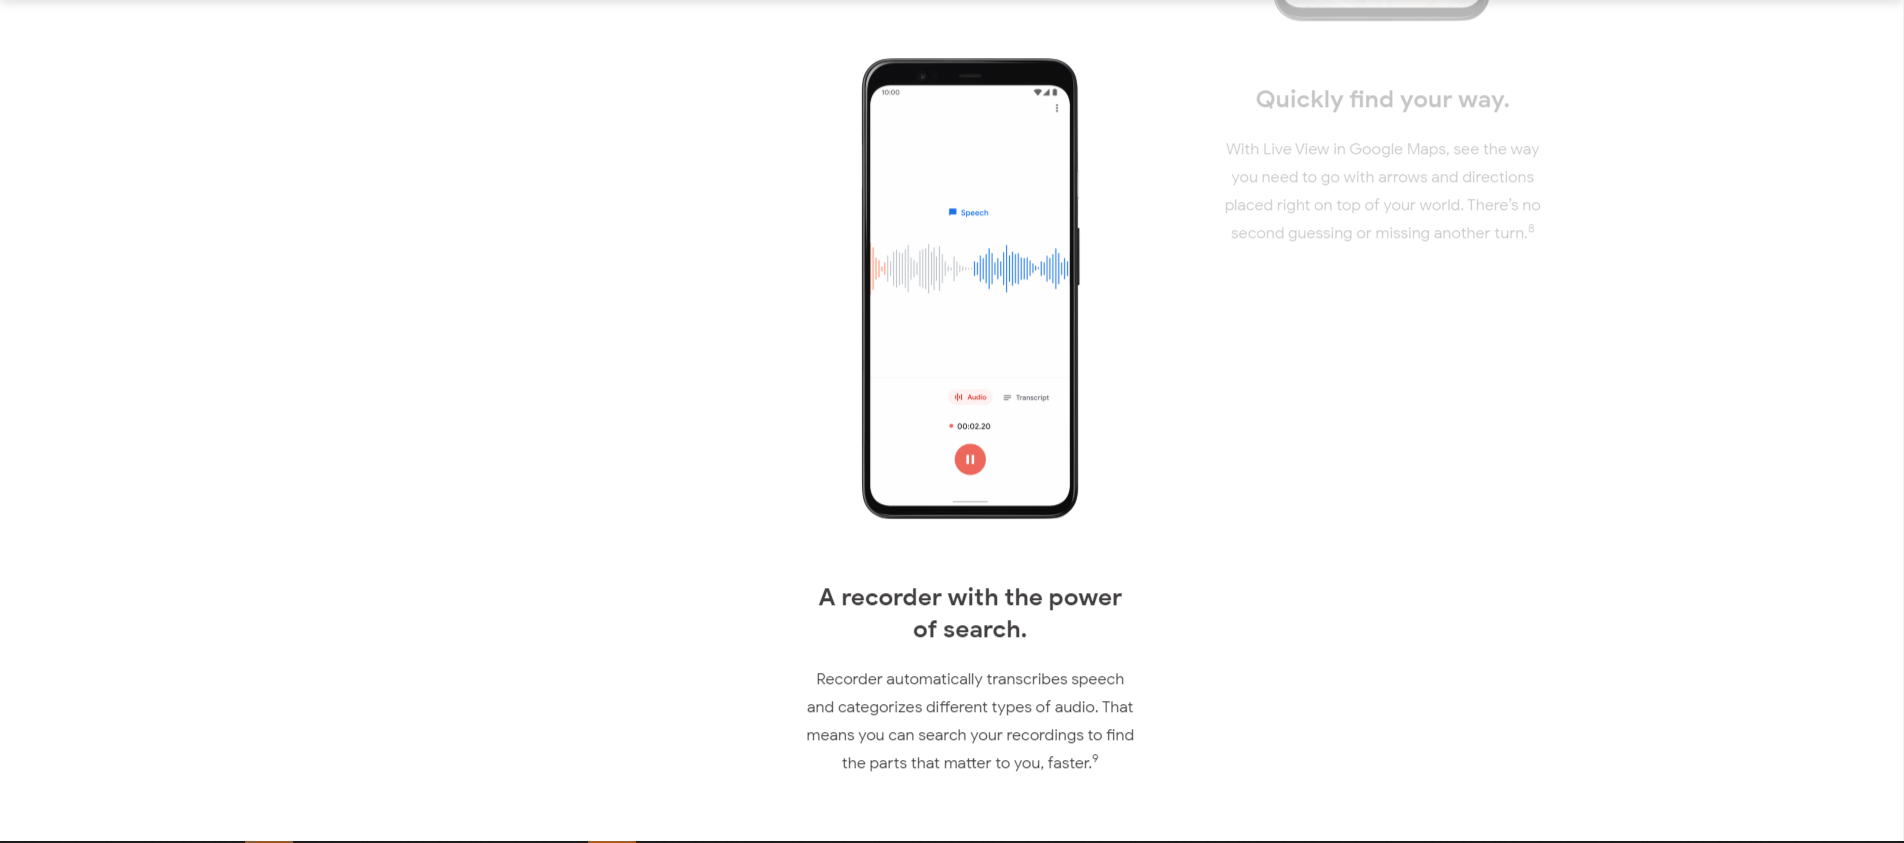 10:00
Speech
Audio
Transcript
00:02.20
A recorder with the power
of search.
Recorder automatically transcribes speech
and categorizes different types of audio. That
means you can search your recordings to find
the parts that matter to you, faster.9
Quickly find your way.
With Live View in Google Maps, see the way
you need to go with arrows and directions
placed right on top of your world. There’s no
second guessing or missing another turn.8